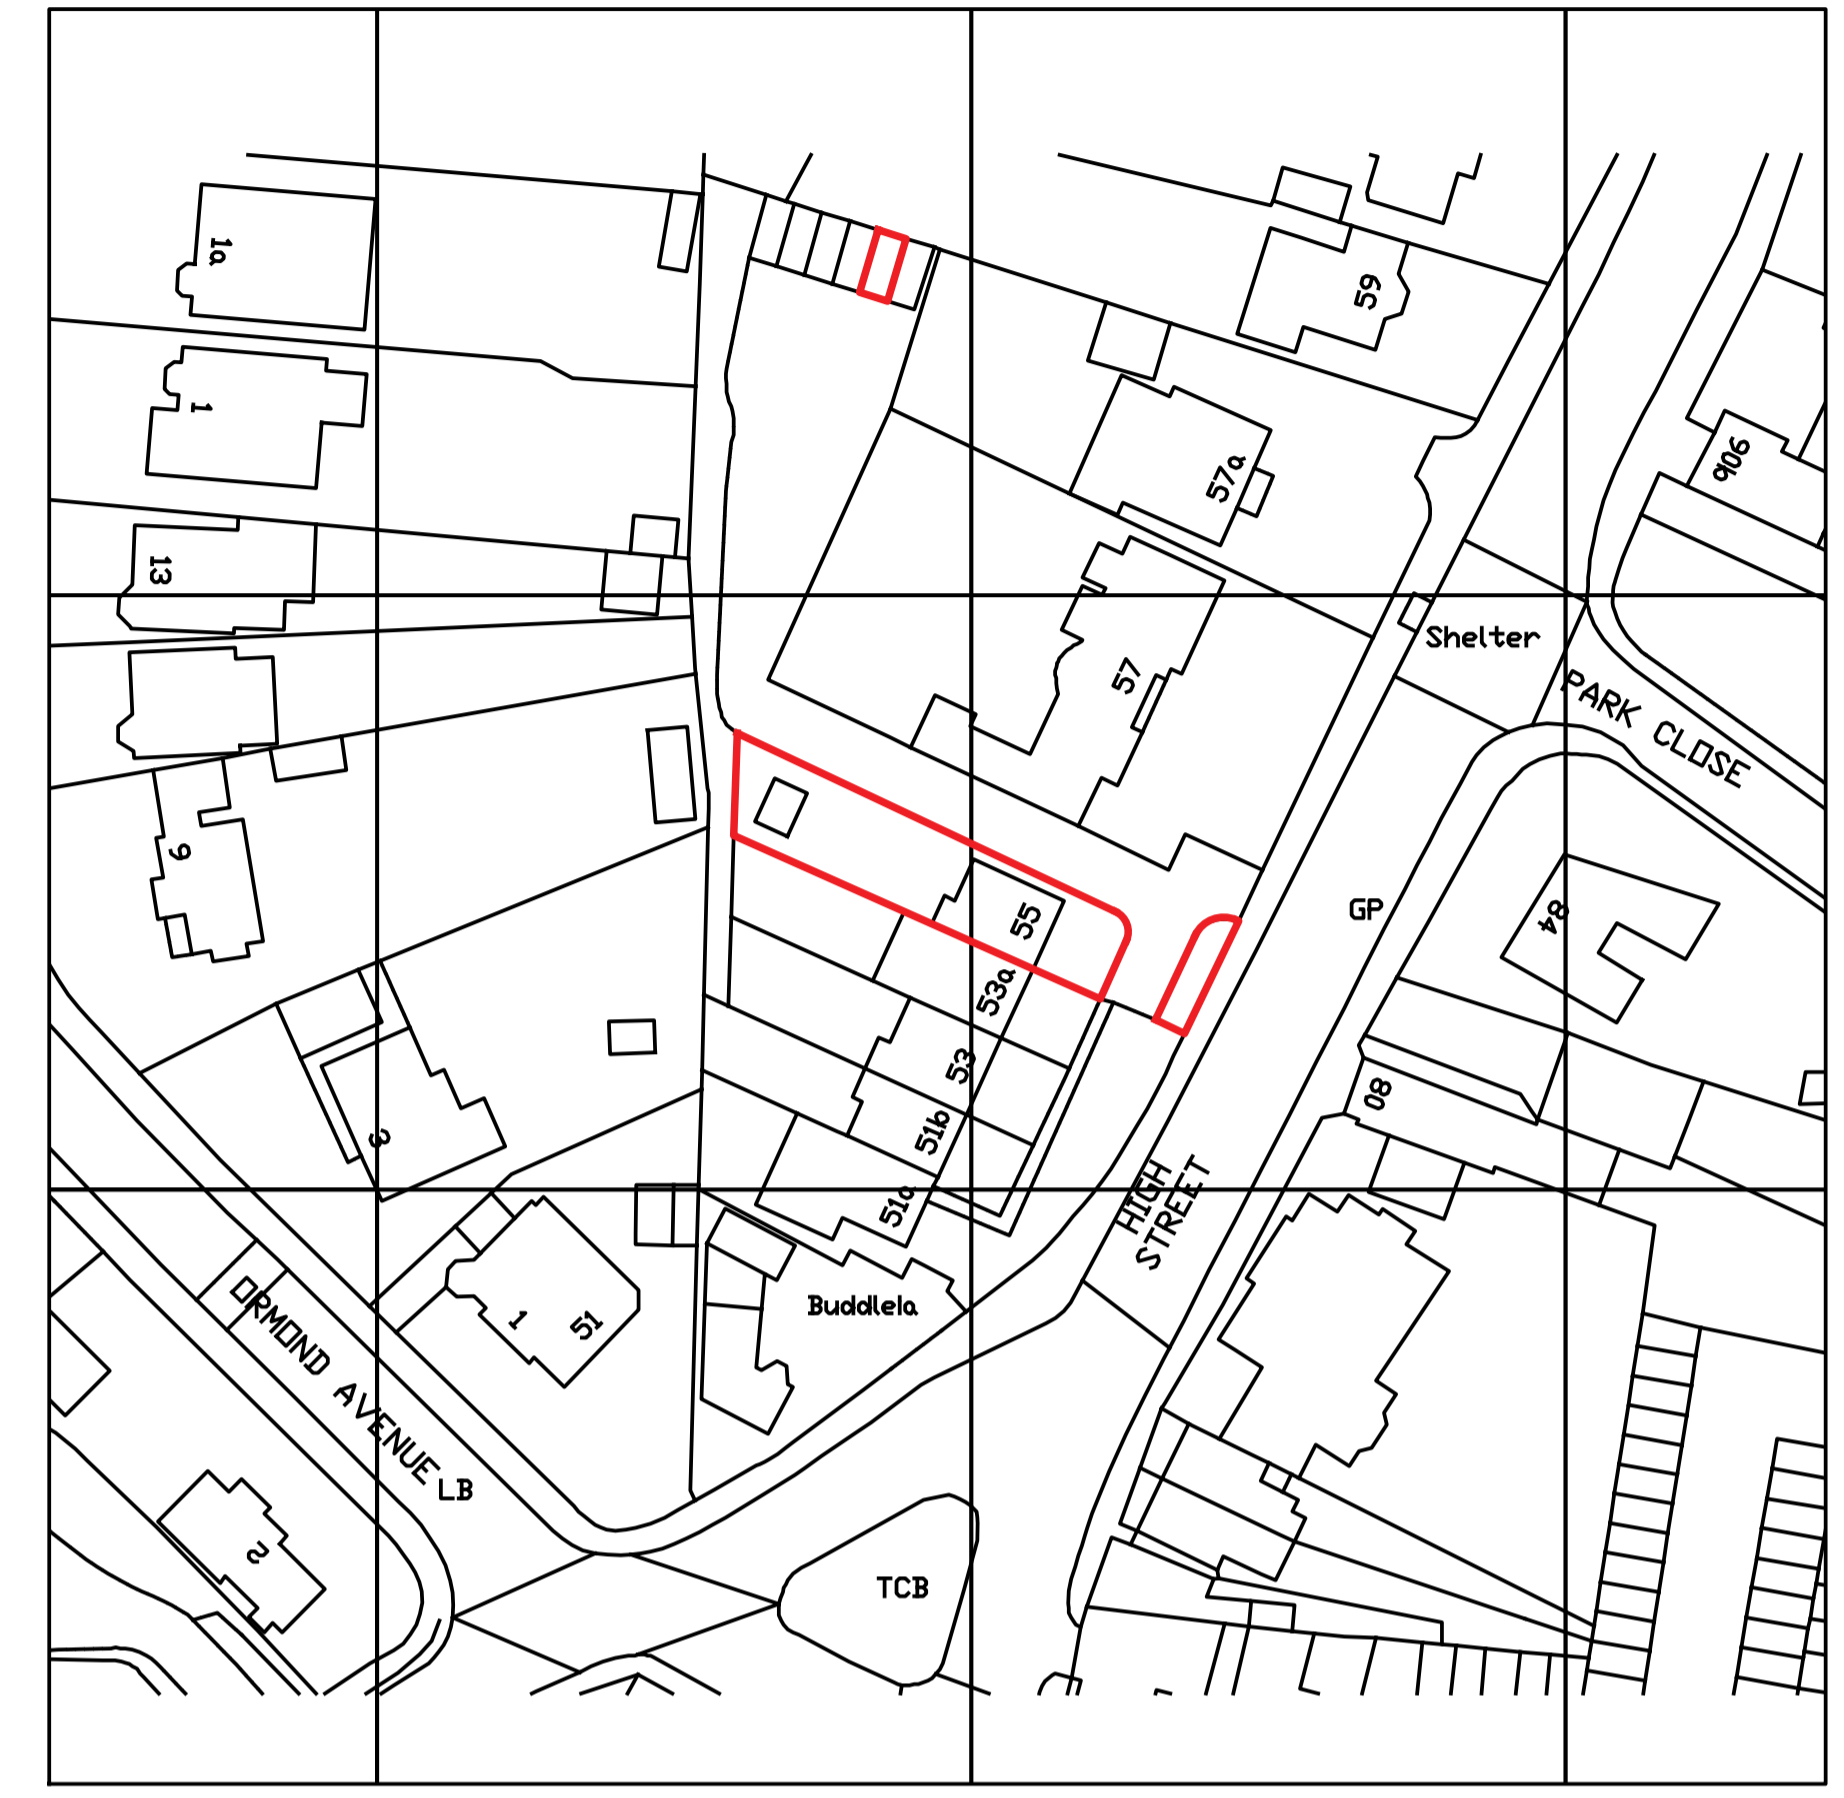 1a
59
1
57a
90b
13
Shelter
57
PARK CLOSE
9
55
GP
84
53a
53
08
3
51b
51a
HIGH
STREET
Buddleia
1
51
ORMOND AVENUE
LB
2
TCB